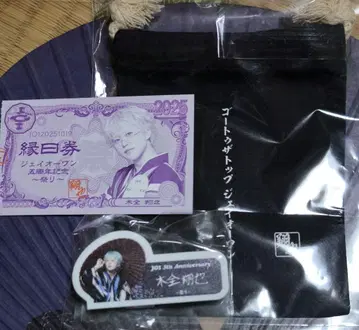 2025
縁日券
ジェイオーワン
五周年記念
～祭り～
木全 翔也
ゴートゥザトップ ジェイオーワン
JO1 5th Anniversary
木全翔也